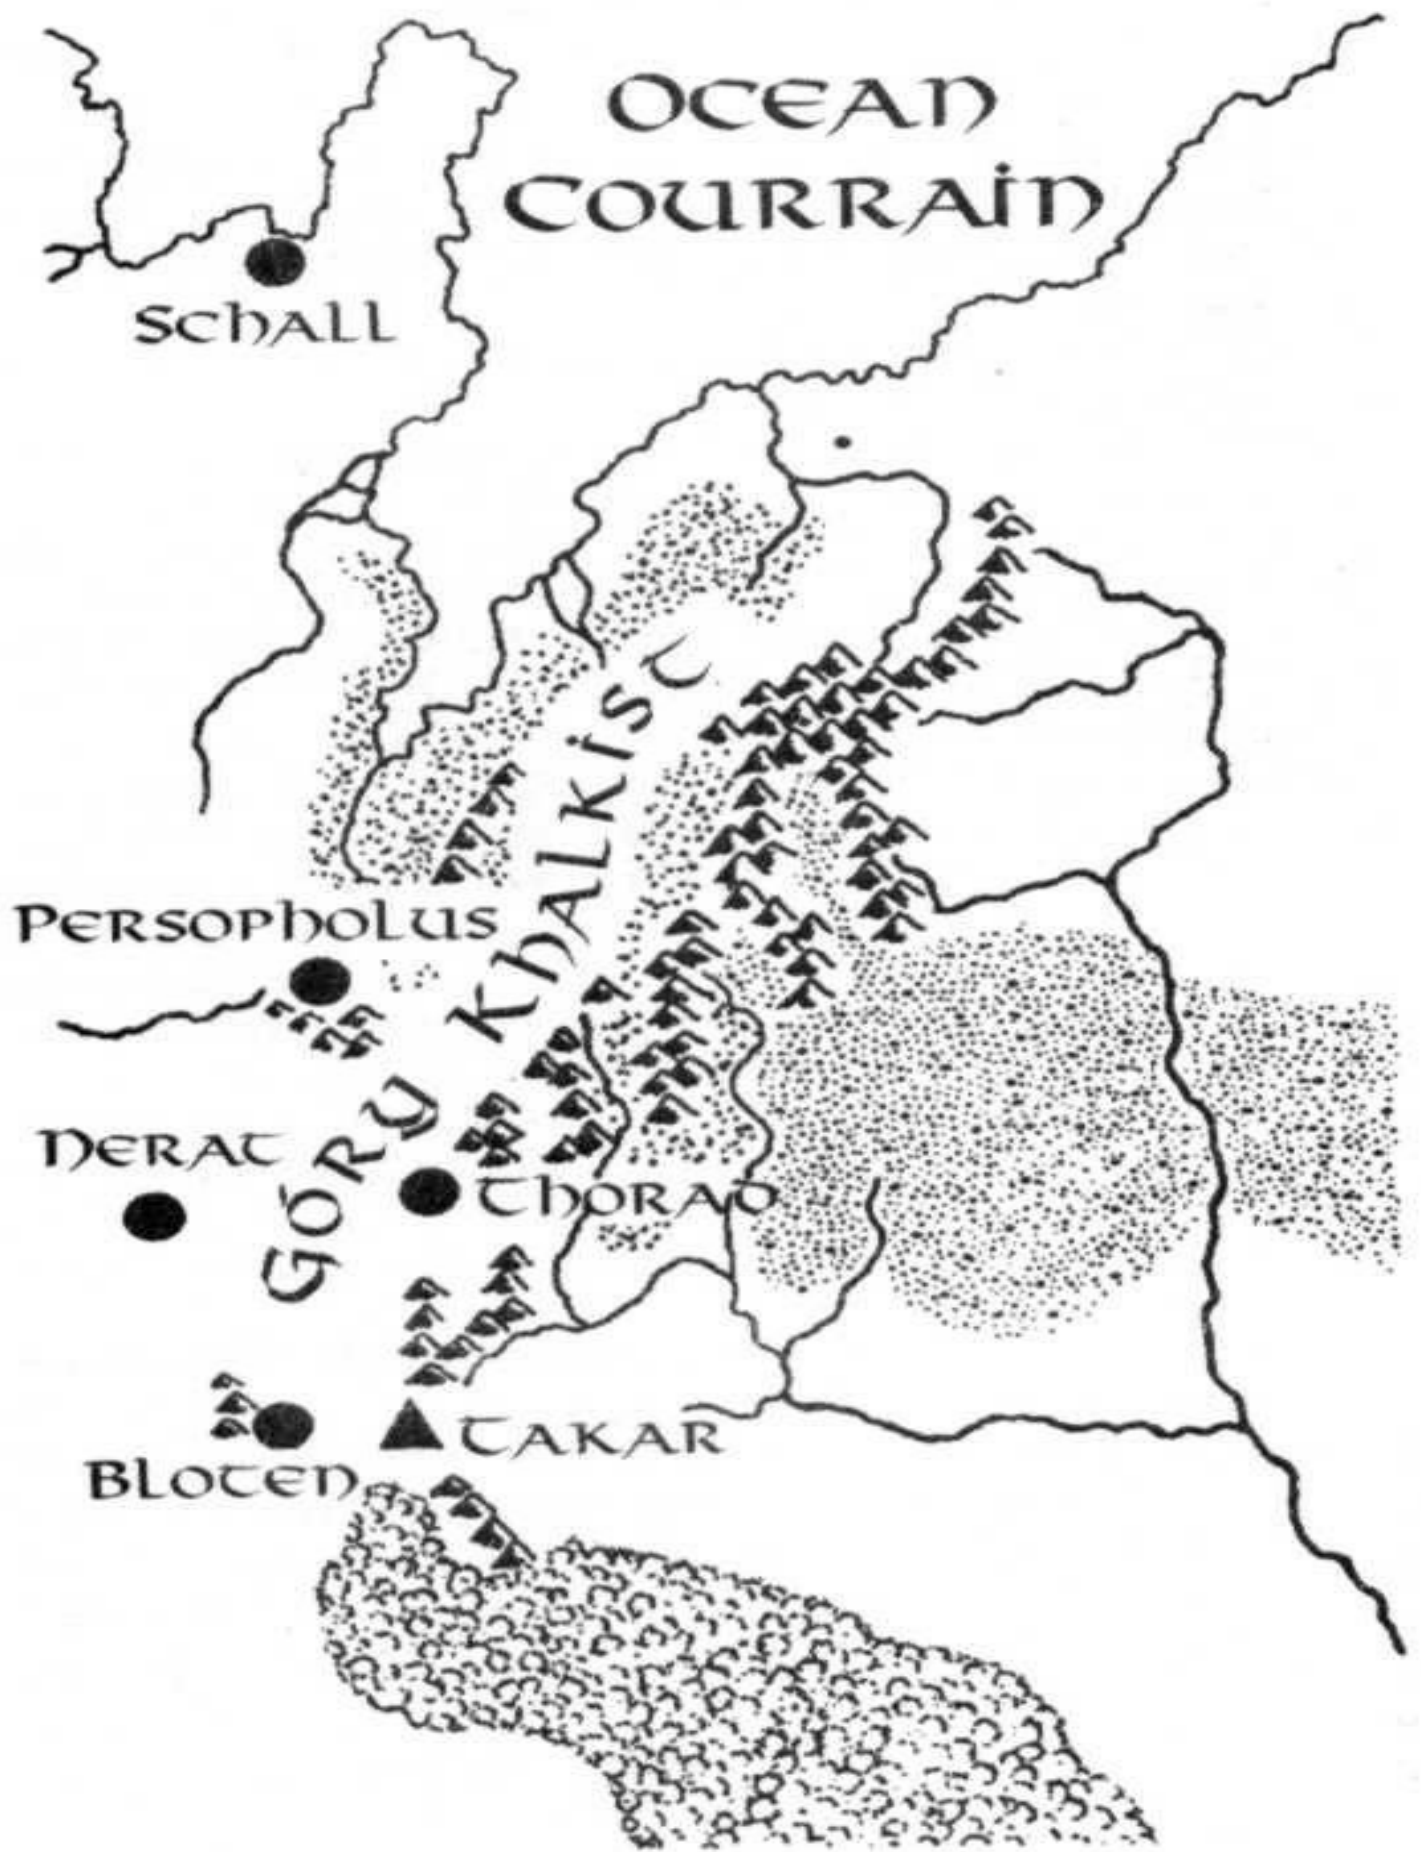 OCEAN
COURRAIN
SCHALL
PERSOPHOLUS
GÓRY KHALKIST
NERAT
THORAD
TAKAR
BLOTEN